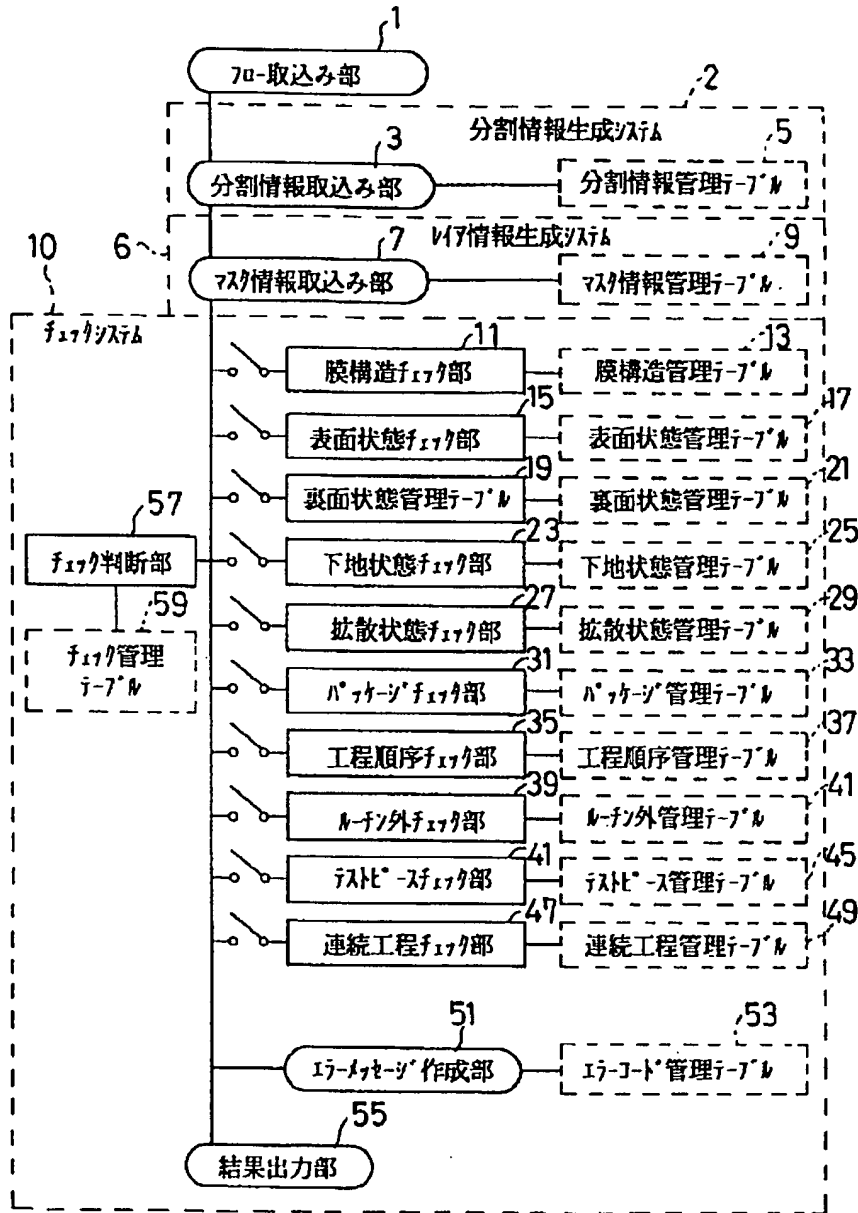 1
フロー取込み部
2
分割情報生成システム
3
5
分割情報取込み部
分割情報管理テーブル
6
レイア情報生成システム
7
9
マスク情報取込み部
マスク情報管理テーブル
10
チェックシステム
11
13
膜構造チェック部
膜構造管理テーブル
15
17
表面状態チェック部
表面状態管理テーブル
19
21
裏面状態管理テーブル
裏面状態管理テーブル
57
23
25
チェック判断部
下地状態チェック部
下地状態管理テーブル
59
27
29
チェック管理
テーブル
拡散状態チェック部
拡散状態管理テーブル
31
33
パッケージチェック部
パッケージ管理テーブル
35
37
工程順序チェック部
工程順序管理テーブル
39
41
ルーチン外チェック部
ルーチン外管理テーブル
41
45
テストピースチェック部
テストピース管理テーブル
47
49
連続工程チェック部
連続工程管理テーブル
51
53
エラーメッセージ作成部
エラーコード管理テーブル
55
結果出力部